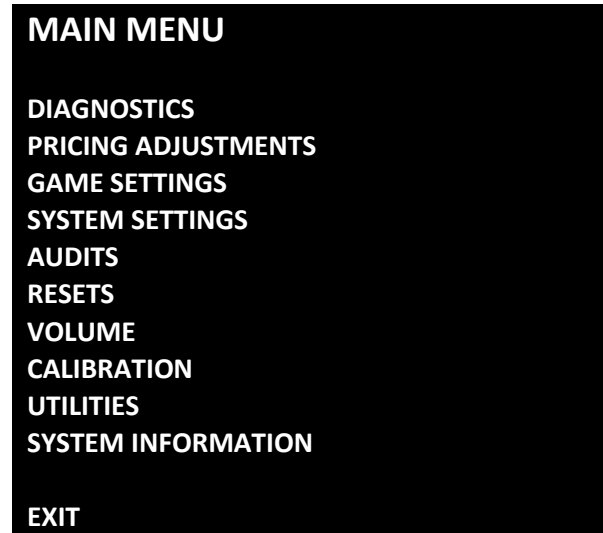 MAIN MENU
DIAGNOSTICS
PRICING ADJUSTMENTS
GAME SETTINGS
SYSTEM SETTINGS
AUDITS
RESETS
VOLUME
CALIBRATION
UTILITIES
SYSTEM INFORMATION
EXIT